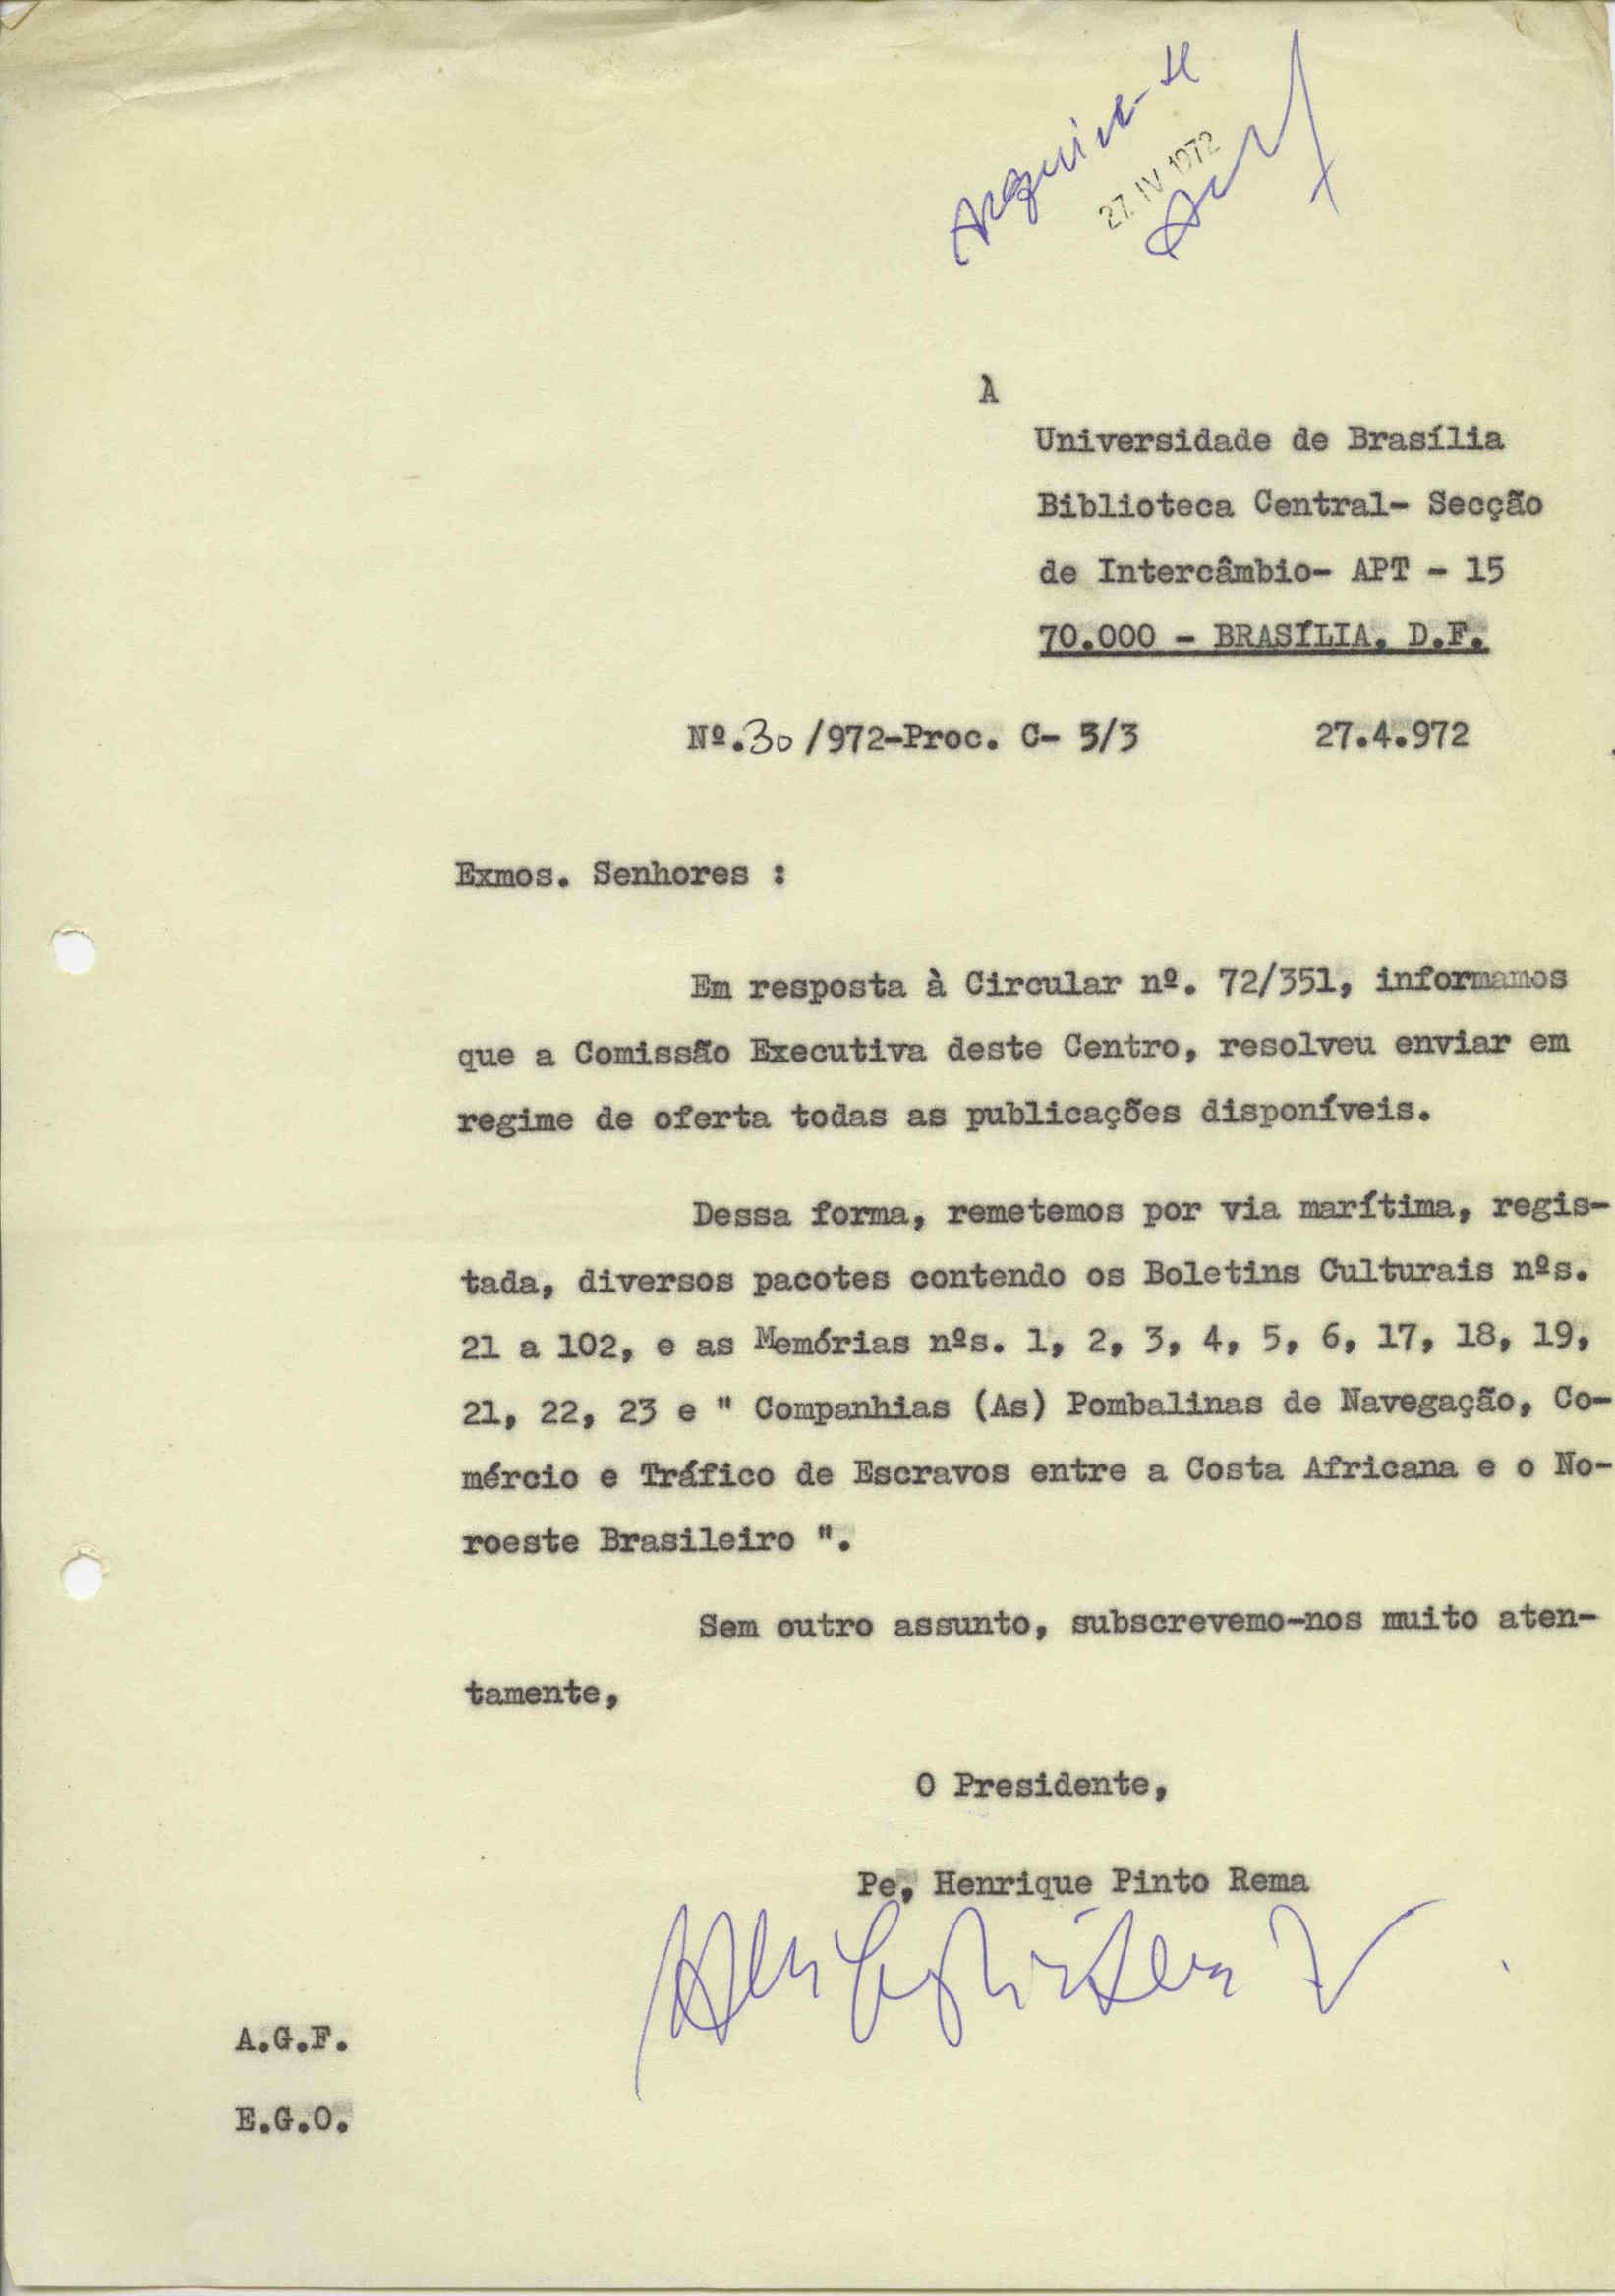 Arquive-se
27. IV 1972
À
Universidade de Brasília
Biblioteca Central- Secção
de Intercâmbio- APT - 15
70.000 - BRASÍLIA. D.F.
Nº.30/972-Proc. C- 5/3 27.4.972
Exmos. Senhores :
Em resposta à Circular nº. 72/351, informamos
que a Comissão Executiva deste Centro, resolveu enviar em
regime de oferta todas as publicações disponíveis.
Dessa forma, remetemos por via marítima, regis-
tada, diversos pacotes contendo os Boletins Culturais nºs.
21 a 102, e as Memórias nºs. 1, 2, 3, 4, 5, 6, 17, 18, 19,
21, 22, 23 e " Companhias (As) Pombalinas de Navegação, Co-
mércio e Tráfico de Escravos entre a Costa Africana e o No-
roeste Brasileiro ".
Sem outro assunto, subscrevemo-nos muito aten-
tamente,
O Presidente,
Pe, Henrique Pinto Rema
A.G.F.
E.G.O.